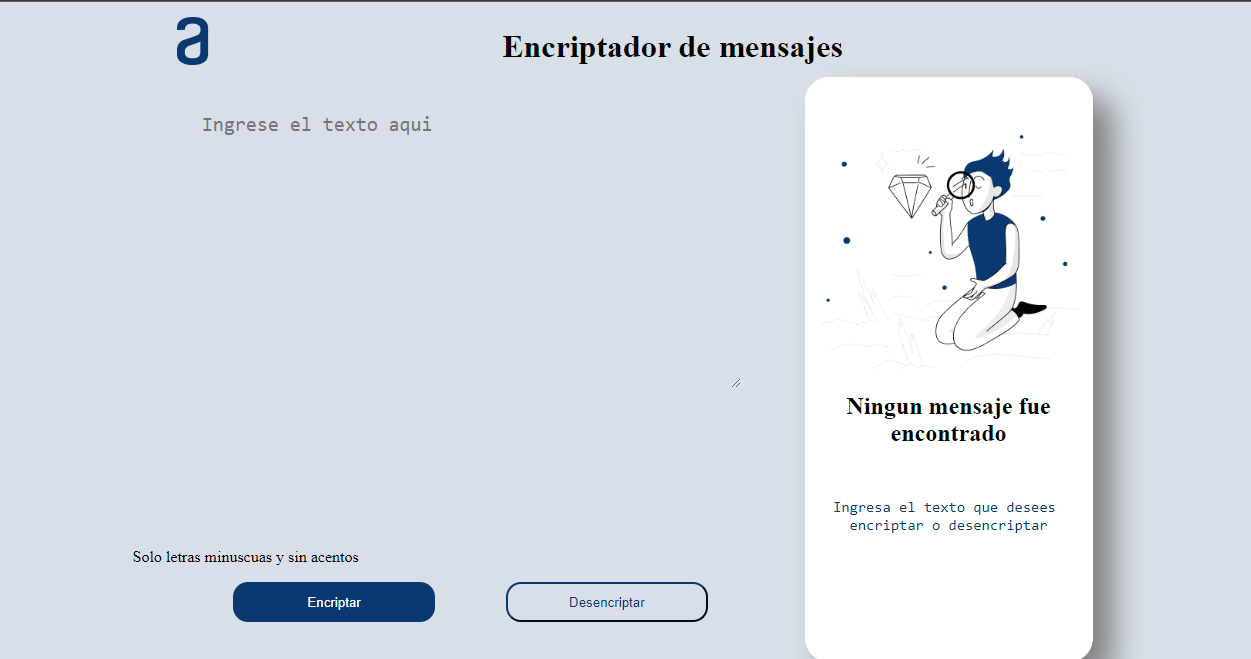 a
Encriptador de mensajes
Ingrese el texto aqui
Ningun mensaje fue
encontrado
Ingresa el texto que desees
encriptar o desencriptar
Solo letras minuscuas y sin acentos
Encriptar
Desencriptar